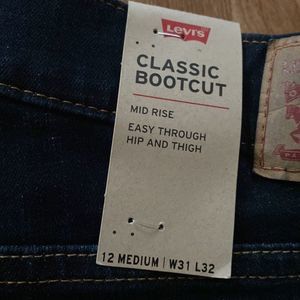 Levi's
CLASSIC
BOOTCUT
MID RISE
EASY THROUGH
HIP AND THIGH
12 MEDIUM | W31 L32